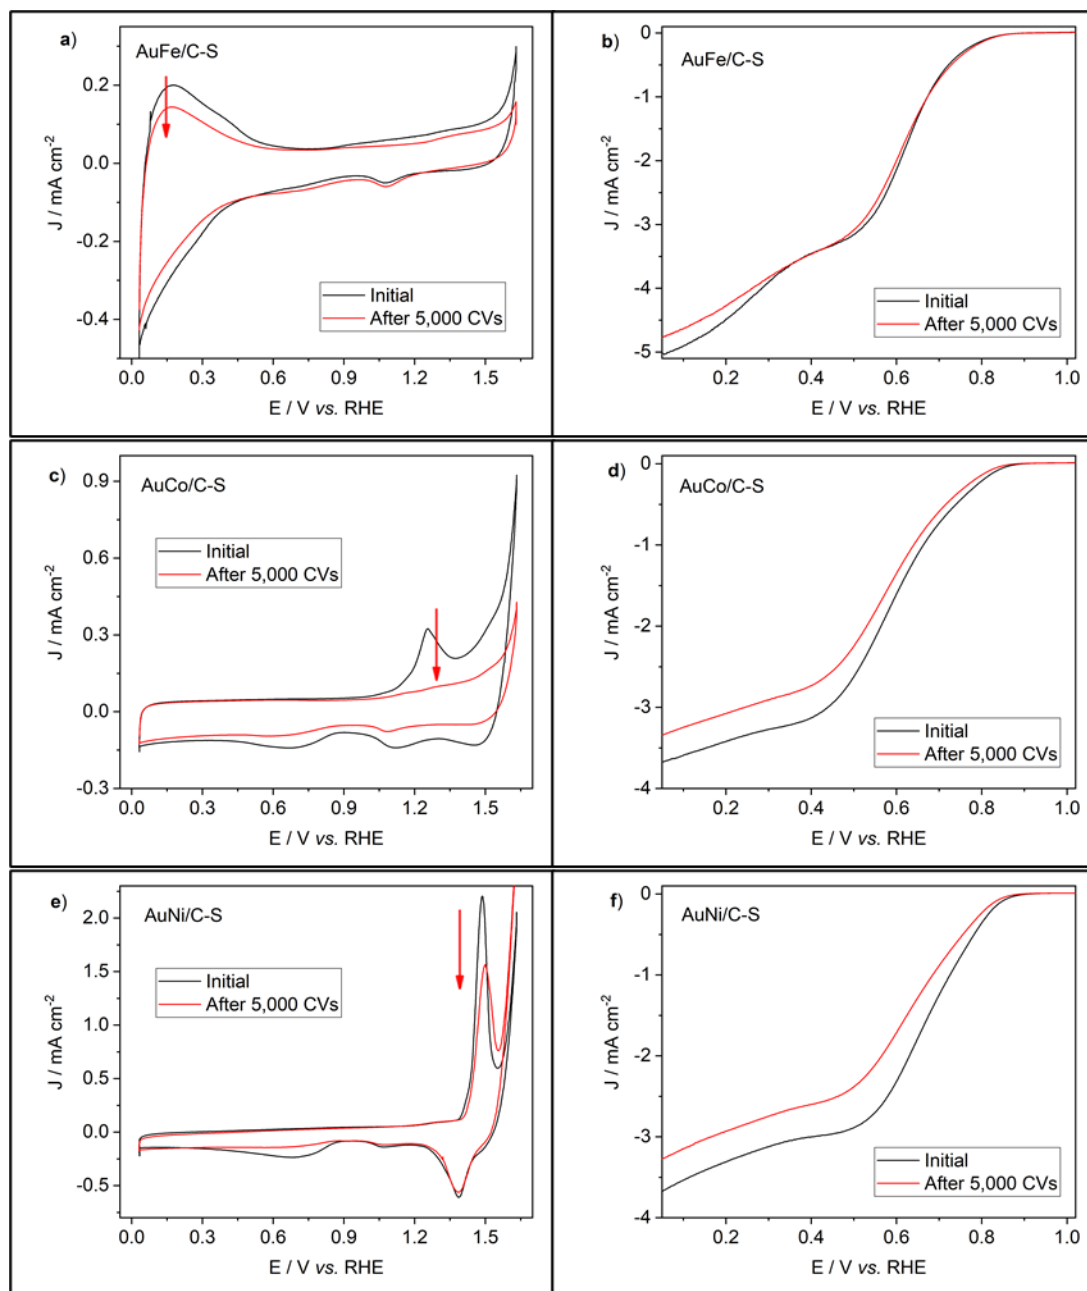 a)
AuFe/C-S
0.2
0.0
-0.2
-0.4
J / mA cm-2
Initial
After 5,000 CVs
0.0 0.3 0.6 0.9 1.2 1.5
E / V vs. RHE
b)
AuFe/C-S
0
-1
-2
-3
-4
-5
J / mA cm-2
Initial
After 5,000 CVs
0.2 0.4 0.6 0.8 1.0
E / V vs. RHE
c)
AuCo/C-S
0.9
0.6
0.3
0.0
-0.3
J / mA cm-2
Initial
After 5,000 CVs
0.0 0.3 0.6 0.9 1.2 1.5
E / V vs. RHE
d)
AuCo/C-S
0
-1
-2
-3
-4
J / mA cm-2
Initial
After 5,000 CVs
0.2 0.4 0.6 0.8 1.0
E / V vs. RHE
e)
AuNi/C-S
2.0
1.5
1.0
0.5
0.0
-0.5
J / mA cm-2
Initial
After 5,000 CVs
0.0 0.3 0.6 0.9 1.2 1.5
E / V vs. RHE
f)
AuNi/C-S
0
-1
-2
-3
-4
J / mA cm-2
Initial
After 5,000 CVs
0.2 0.4 0.6 0.8 1.0
E / V vs. RHE